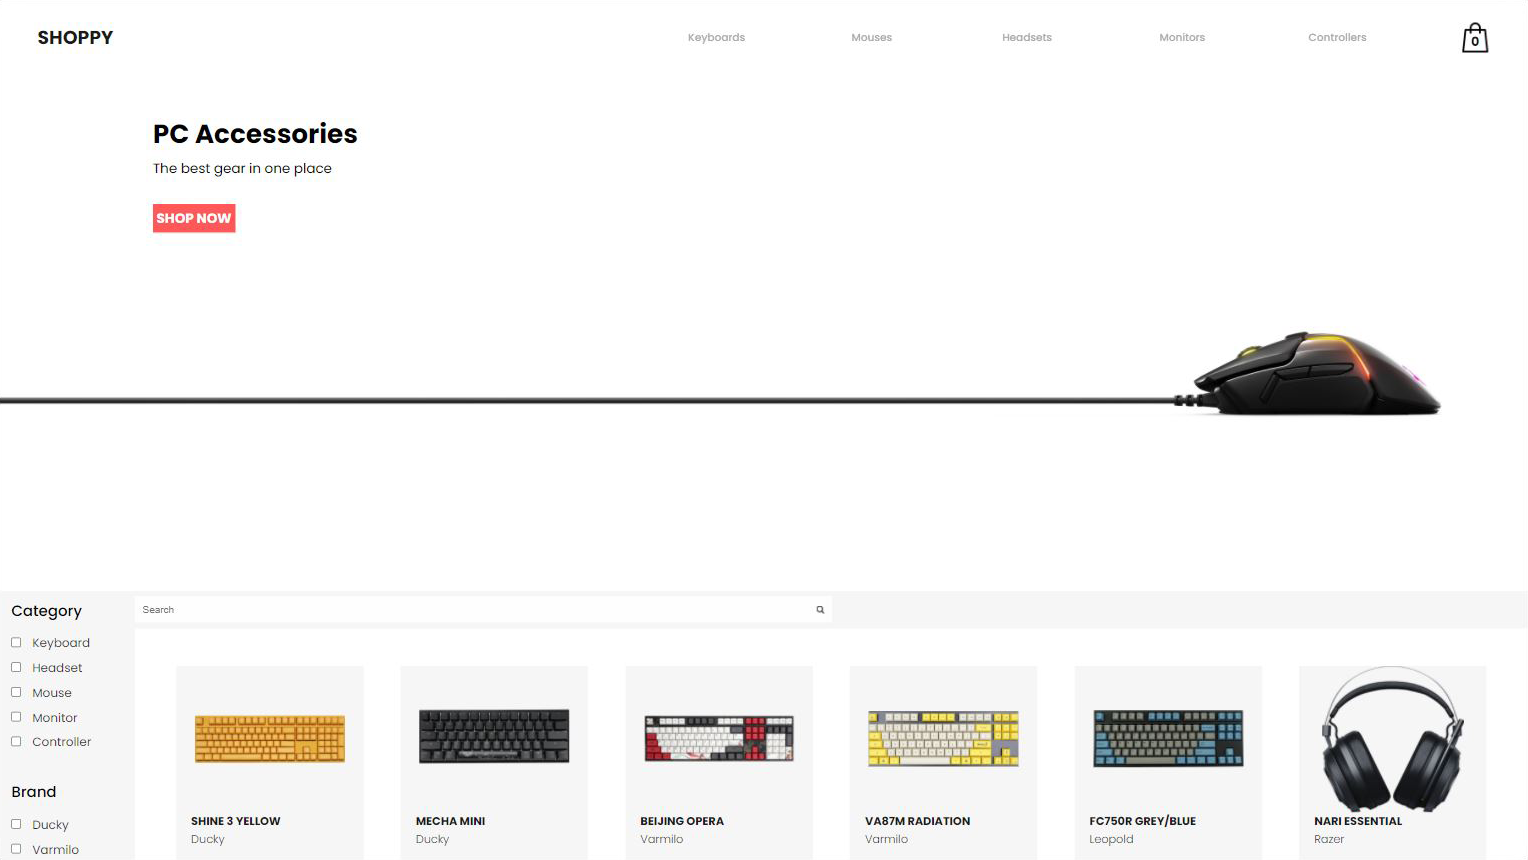 SHOPPY
Keyboards
Mouses
Headsets
Monitors
Controllers
0
PC Accessories
The best gear in one place
SHOP NOW
Category
Search
Keyboard
Headset
Mouse
Monitor
Controller
Brand
Ducky
Varmilo
SHINE 3 YELLOW
Ducky
MECHA MINI
Ducky
BEIJING OPERA
Varmilo
VA87M RADIATION
Varmilo
FC750R GREY/BLUE
Leopold
NARI ESSENTIAL
Razer